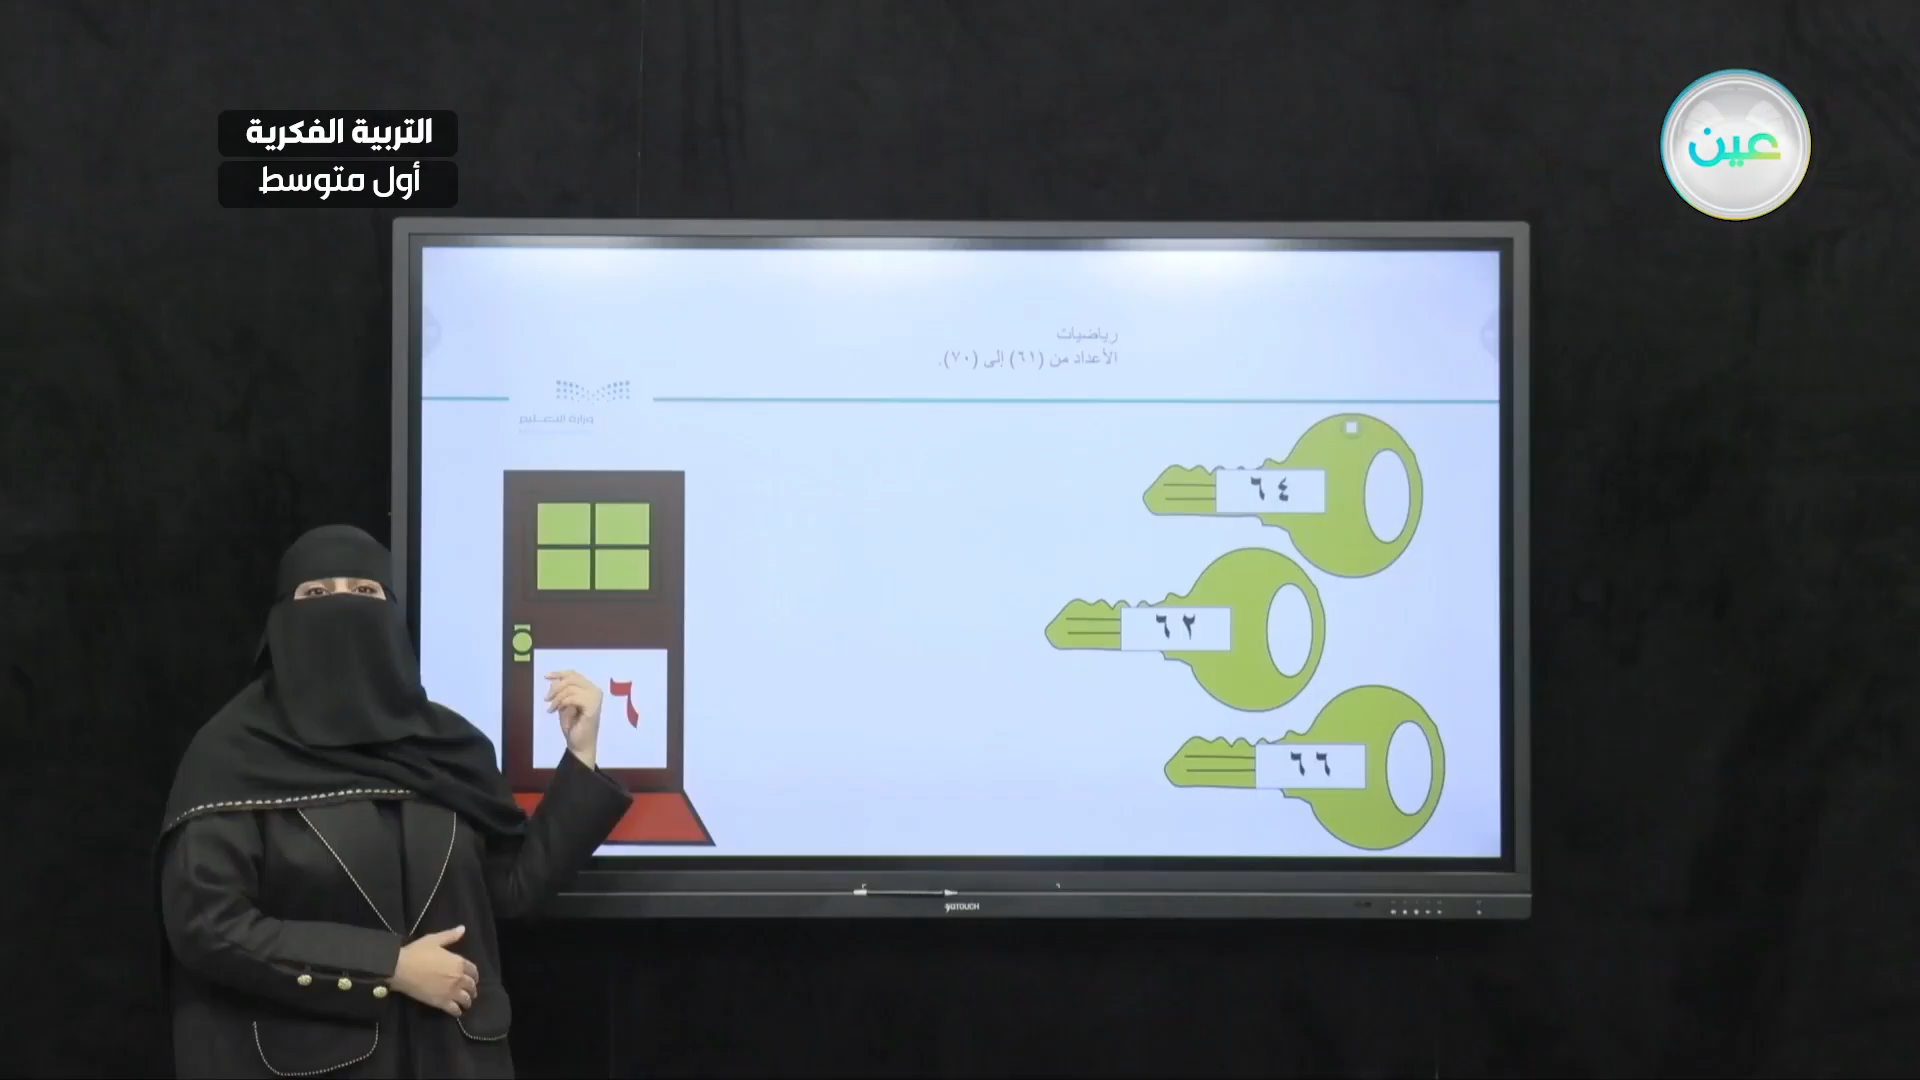 التربية الفكرية
أول متوسط
عين
رياضيات
الأعداد من (٦١) إلى (٧٠).
وزارة التعليم
٦٤
٦٢
٦
٦٦